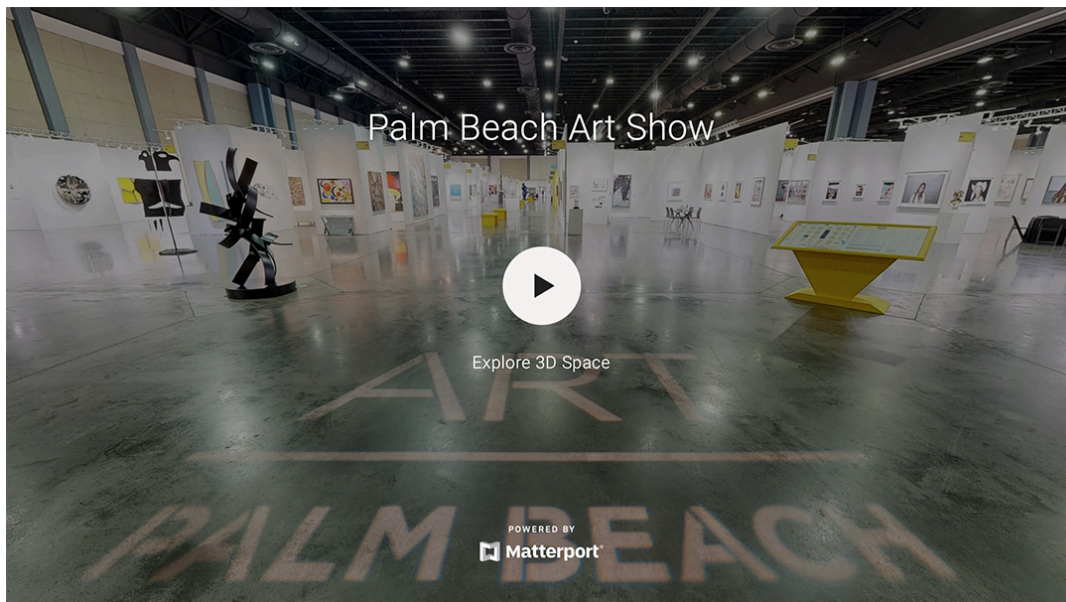 Palm Beach Art Show
Explore 3D Space
ART
PALM BEACH
POWERED BY
Matterport